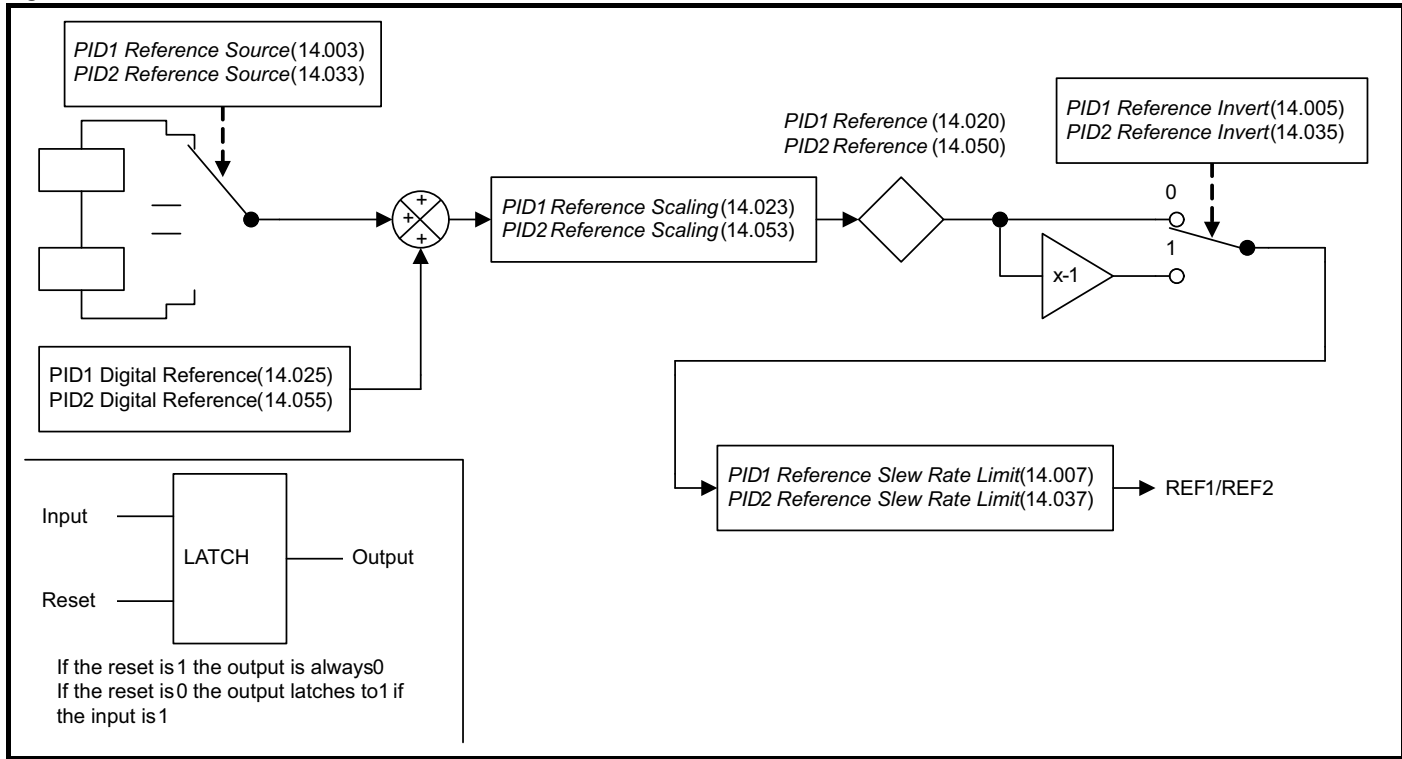 PID1 Reference Source(14.003)
PID2 Reference Source(14.033)
PID1 Reference (14.020)
PID2 Reference (14.050)
PID1 Reference Invert(14.005)
PID2 Reference Invert(14.035)
+
+
+
PID1 Reference Scaling(14.023)
PID2 Reference Scaling(14.053)
0
1
x-1
PID1 Digital Reference(14.025)
PID2 Digital Reference(14.055)
PID1 Reference Slew Rate Limit(14.007)
PID2 Reference Slew Rate Limit(14.037)
REF1/REF2
Input
LATCH
Output
Reset
If the reset is 1 the output is always0
If the reset is 0 the output latches to 1 if
the input is 1